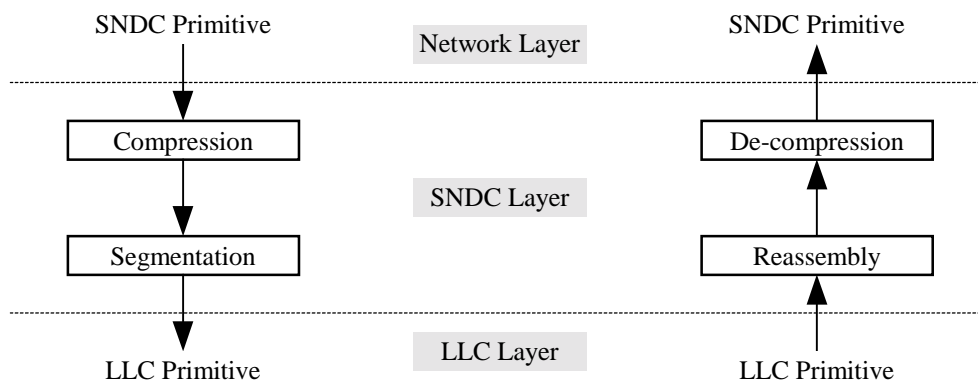 SNDC Primitive
Network Layer
SNDC Primitive
Compression
De-compression
SNDC Layer
Segmentation
Reassembly
LLC Layer
LLC Primitive
LLC Primitive